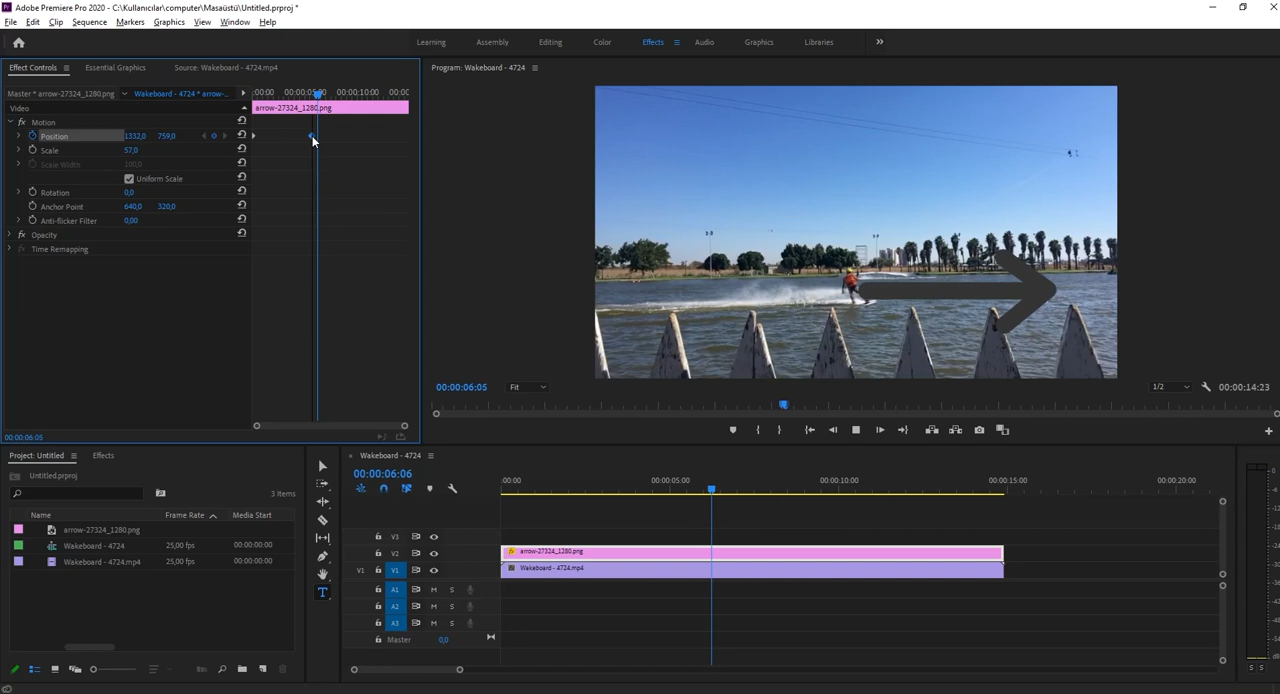 Adobe Premiere Pro 2020 - C:\Kullanıcılar\computer\Masaüstü\Untitled.prproj *
File Edit Clip Sequence Markers Graphics View Window Help
Learning Assembly Editing Color Effects Audio Graphics Libraries
Effect Controls Essential Graphics Source: Wakeboard - 4724.mp4
Program: Wakeboard - 4724
Master * arrow-27324_1280.png Wakeboard - 4724 * arrow-...
:00:00 00:00:05:00 00:00:10:00 00:00
Video
arrow-27324_1280.png
fx Motion
Position 1332,0 759,0
Scale 57,0
Scale Width 100,0
Uniform Scale
Rotation 0,0
Anchor Point 640,0 320,0
Anti-flicker Filter 0,00
fx Opacity
Time Remapping
00:00:06:05
00:00:06:05 Fit 1/2 00:00:14:23
Project: Untitled Effects
Untitled.prproj
3 Items
Name Frame Rate Media Start
arrow-27324_1280.png
Wakeboard - 4724 25,00 fps 00:00:00:00
Wakeboard - 4724.mp4 25,00 fps 00:00:00:00
Wakeboard - 4724
00:00:06:06
:00:00 00:00:05:00 00:00:10:00 00:00:15:00 00:00:20:00
V3
V2 arrow-27324_1280.png
V1 V1 Wakeboard - 4724.mp4
A1 M S
A2 M S
A3 M S
Master 0,0
S S